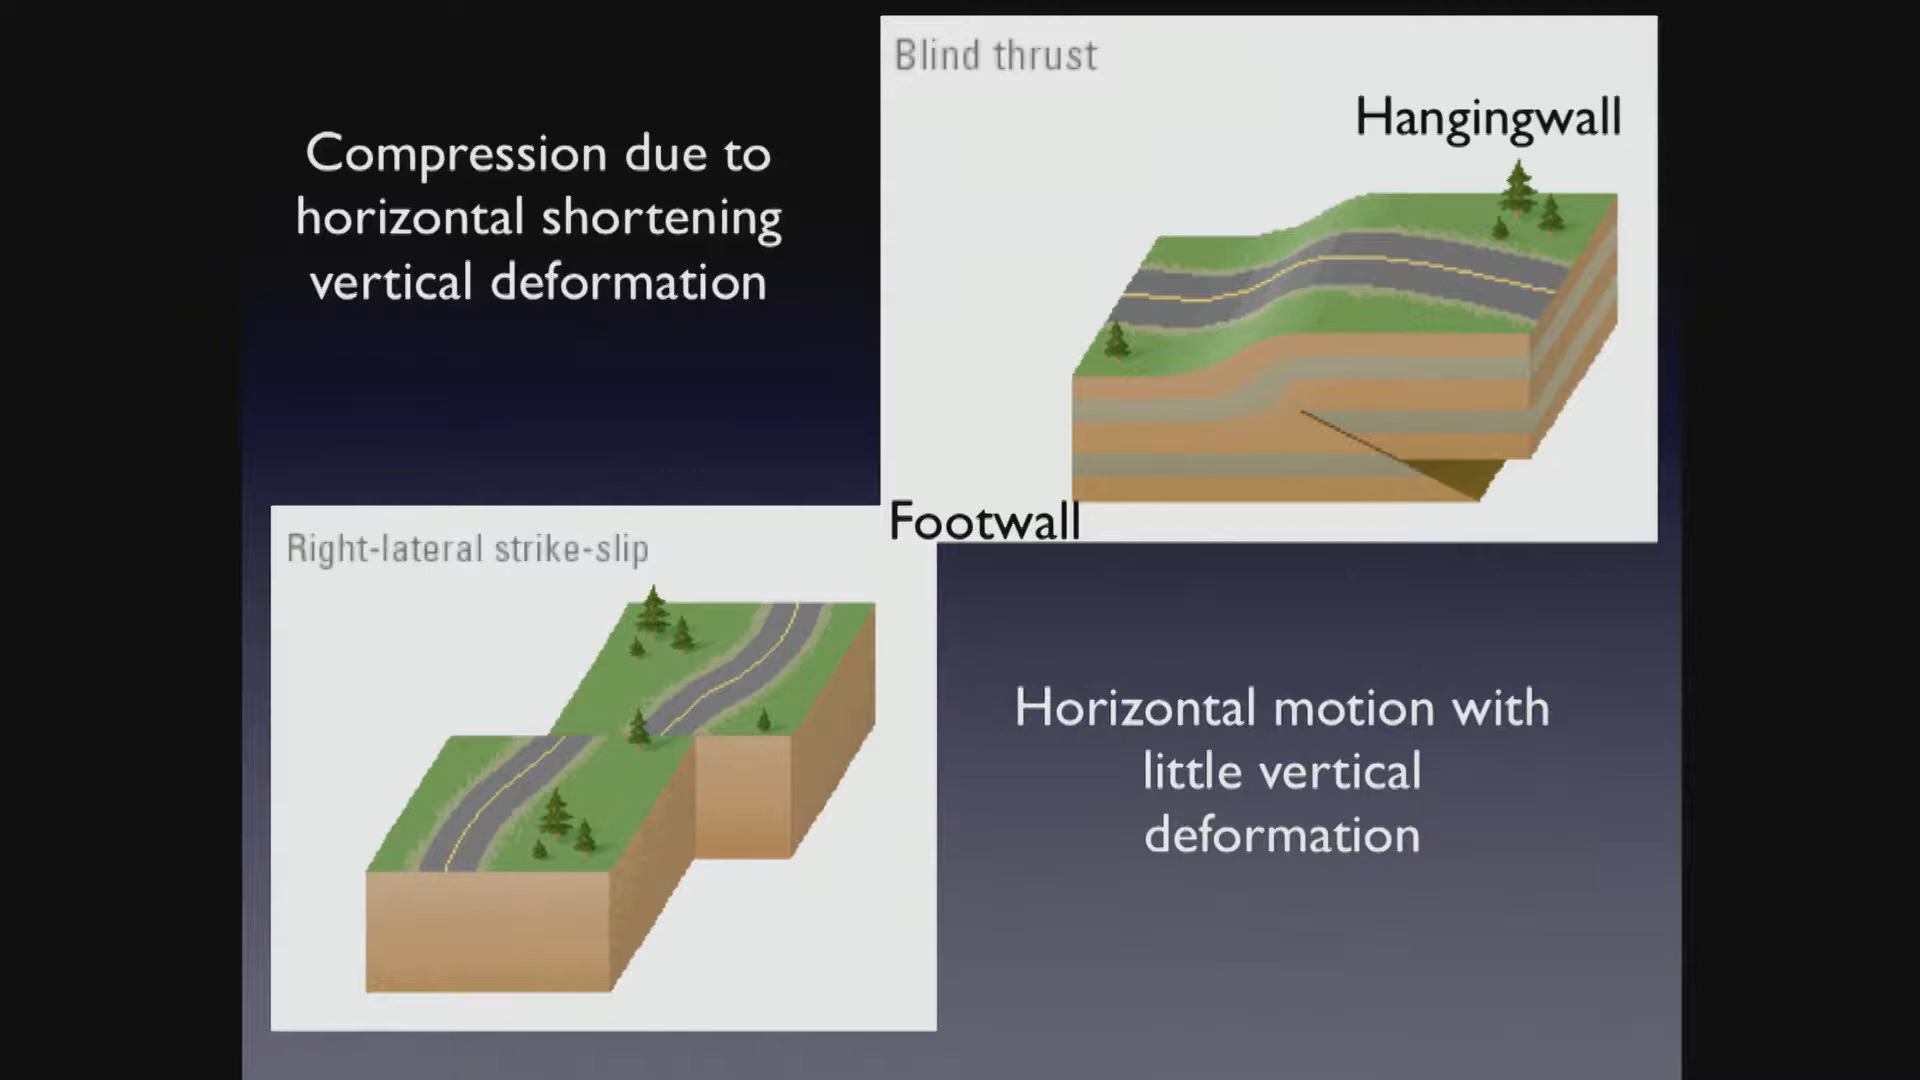 Blind thrust
Hangingwall
Compression due to
horizontal shortening
vertical deformation
Footwall
Right-lateral strike-slip
Horizontal motion with
little vertical
deformation